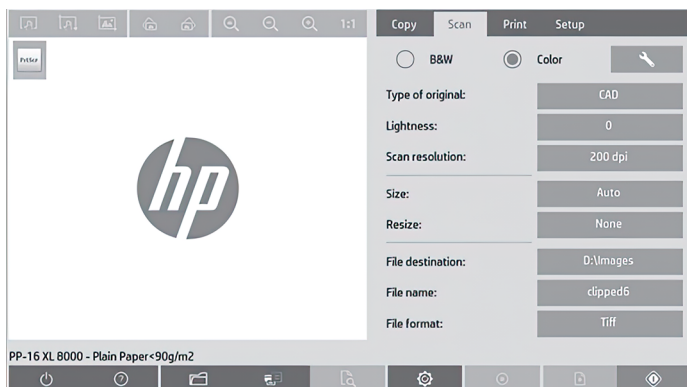 1:1
Copy Scan Print Setup
PrtScr
B&W Color
Type of original: CAD
Lightness: 0
Scan resolution: 200 dpi
hp
Size: Auto
Resize: None
File destination: D:\Images
File name: clipped6
File format: Tiff
PP-16 XL 8000 - Plain Paper<90g/m2